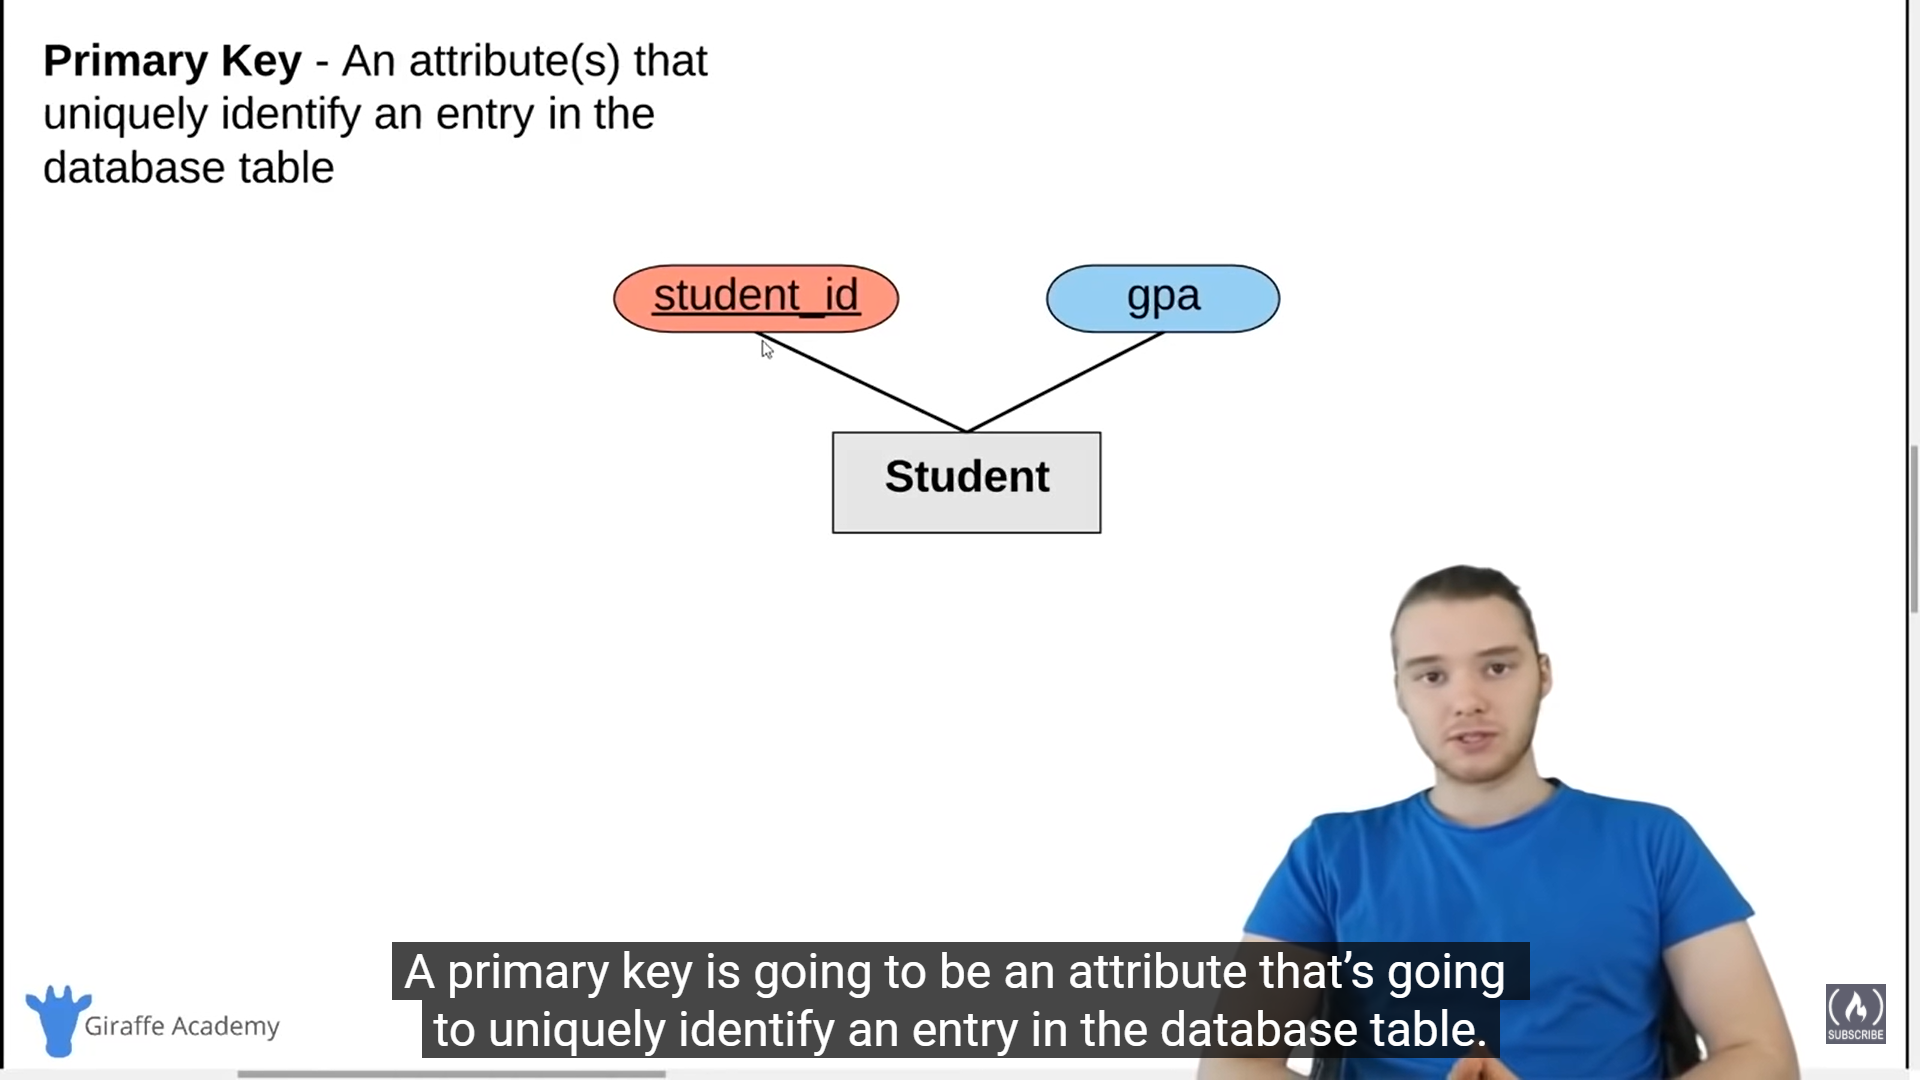 Primary Key - An attribute(s) that
uniquely identify an entry in the
database table
student_id
gpa
Student
A primary key is going to be an attribute that’s going
to uniquely identify an entry in the database table.
Giraffe Academy
SUBSCRIBE